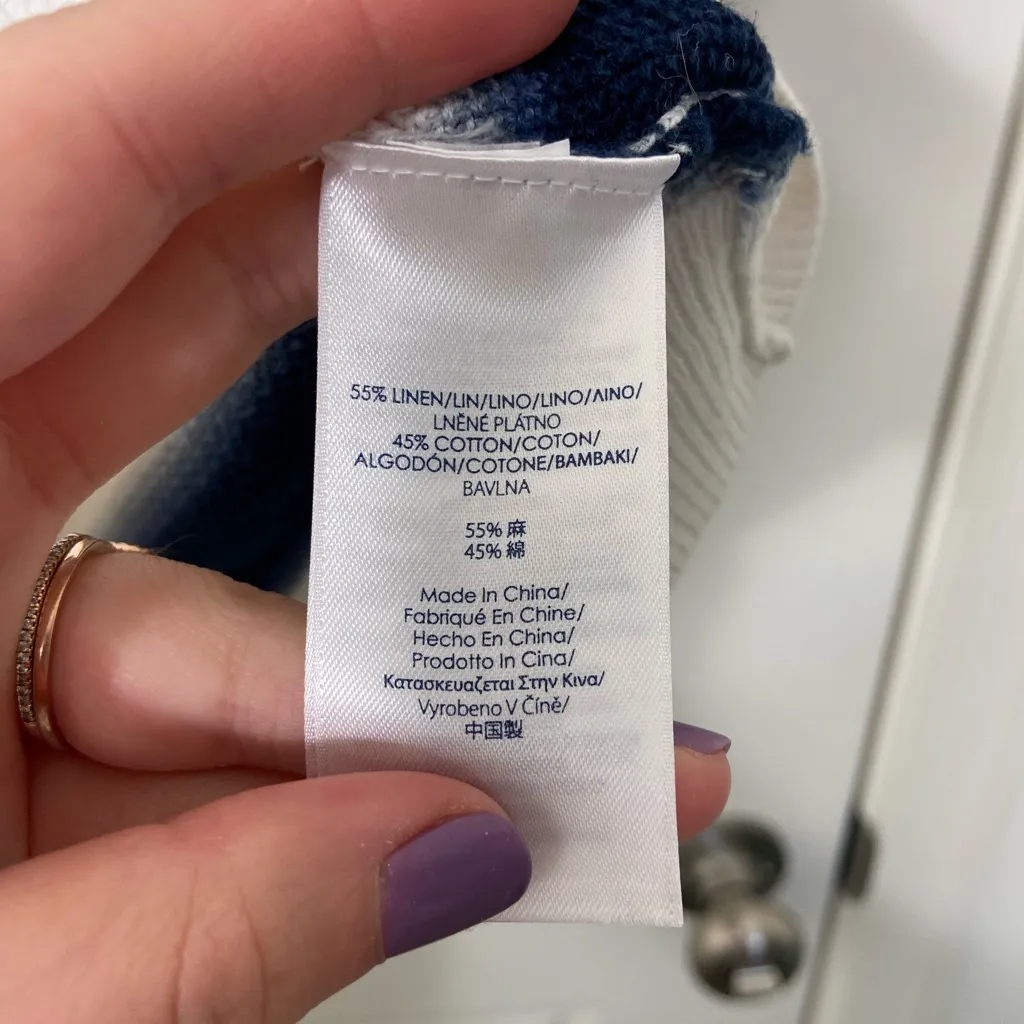 55% LINEN/LIN/LINO/LINO/ΛΙΝΟ/
LNĚNÉ PLÁTNO
45% COTTON/COTON/
ALGODÓN/COTONE/ΒΑΜΒΑΚΙ/
BAVLNA
55% 麻
45% 綿
Made In China/
Fabriqué En Chine/
Hecho En China/
Prodotto In Cina/
Κατασκευαζεται Στην Κινα/
Vyrobeno V Číně/
中国製